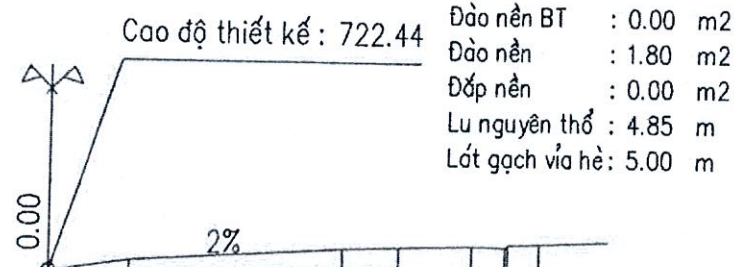 Cao độ thiết kế : 722.44
Đào nền BT : 0.00 m2
Đào nền : 1.80 m2
Đắp nền : 0.00 m2
Lu nguyên thổ : 4.85 m
Lát gạch vỉa hè : 5.00 m
0.00
2%